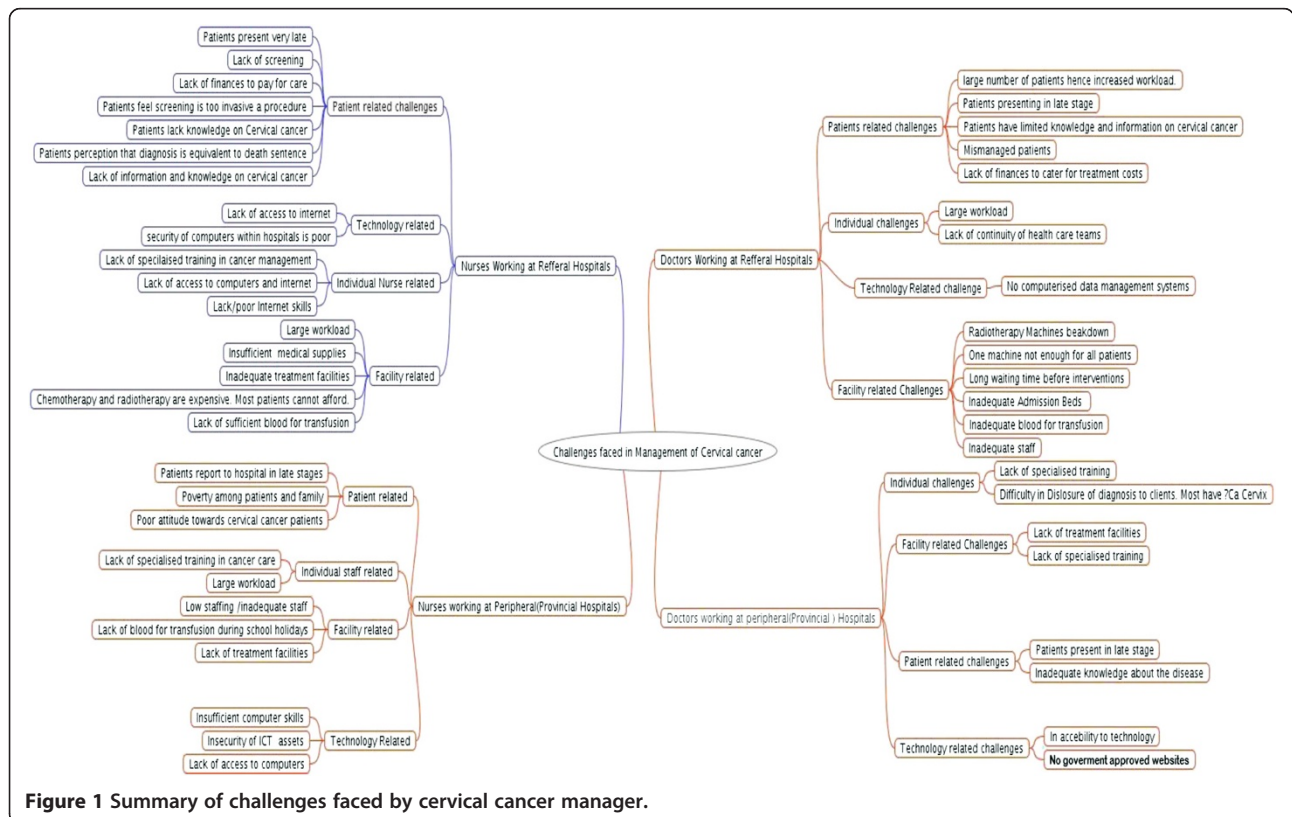 Patients present very late
Lack of screening
Lack of finances to pay for care
Patients feel screening is too invasive a procedure
Patients lack knowledge on Cervical cancer
Patients perception that diagnosis is equivalent to death sentence
Lack of information and knowledge on cervical cancer
Patient related challenges
Lack of access to internet
security of computers within hospitals is poor
Technology related
Lack of specilaised training in cancer management
Lack of access to computers and internet
Lack/poor Internet skills
Individual Nurse related
Large workload
Insufficient medical supplies
Inadequate treatment facilities
Chemotherapy and radiotherapy are expensive. Most patients cannot afford.
Lack of sufficient blood for transfusion
Facility related
Nurses Working at Refferal Hospitals
large number of patients hence increased workload.
Patients presenting in late stage
Patients have limited knowledge and information on cervical cancer
Mismanaged patients
Lack of finances to cater for treatment costs
Patients related challenges
Large workload
Lack of continuity of health care teams
Individual challenges
Technology Related challenge
No computerised data management systems
Radiotherapy Machines beakdown
One machine not enough for all patients
Long waiting time before interventions
Inadequate Admission Beds
Inadequate blood for transfusion
Inadequate staff
Facility related Challenges
Doctors Working at Refferal Hospitals
Challenges faced in Management of Cervical cancer
Patients report to hospital in late stages
Poverty among patients and family
Poor attitude towards cervical cancer patients
Patient related
Lack of specialised training in cancer care
Large workload
Individual staff related
Low staffing /inadequate staff
Lack of blood for transfusion during school holidays
Lack of treatment facilities
Facility related
Insufficient computer skills
Insecurity of ICT assets
Lack of access to computers
Technology Related
Nurses working at Peripheral(Provincial Hospitals)
Individual challenges
Lack of specialised training
Difficulty in Dislosure of diagnosis to clients. Most have ?Ca Cervix
Facility related Challenges
Lack of treatment facilities
Lack of specialised training
Doctors working at peripheral(Provincial ) Hospitals
Patient related challenges
Patients present in late stage
Inadequate knowledge about the disease
Technology related challenges
In accebility to technology
No goverment approved websites
Figure 1 Summary of challenges faced by cervical cancer manager.